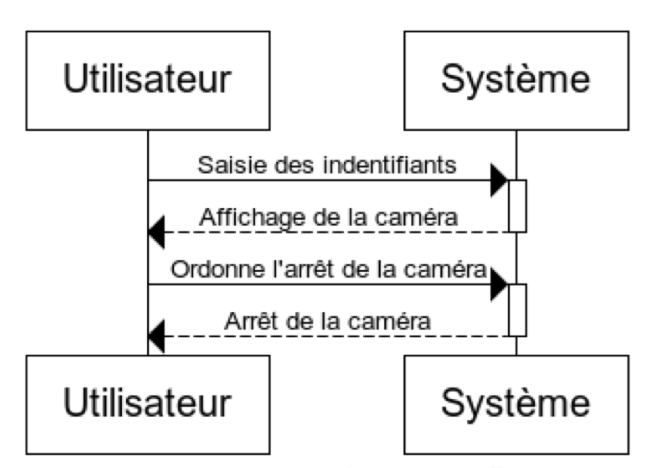 Utilisateur
Système
Saisie des indentifiants
Affichage de la caméra
Ordonne l'arrêt de la caméra
Arrêt de la caméra
Utilisateur
Système